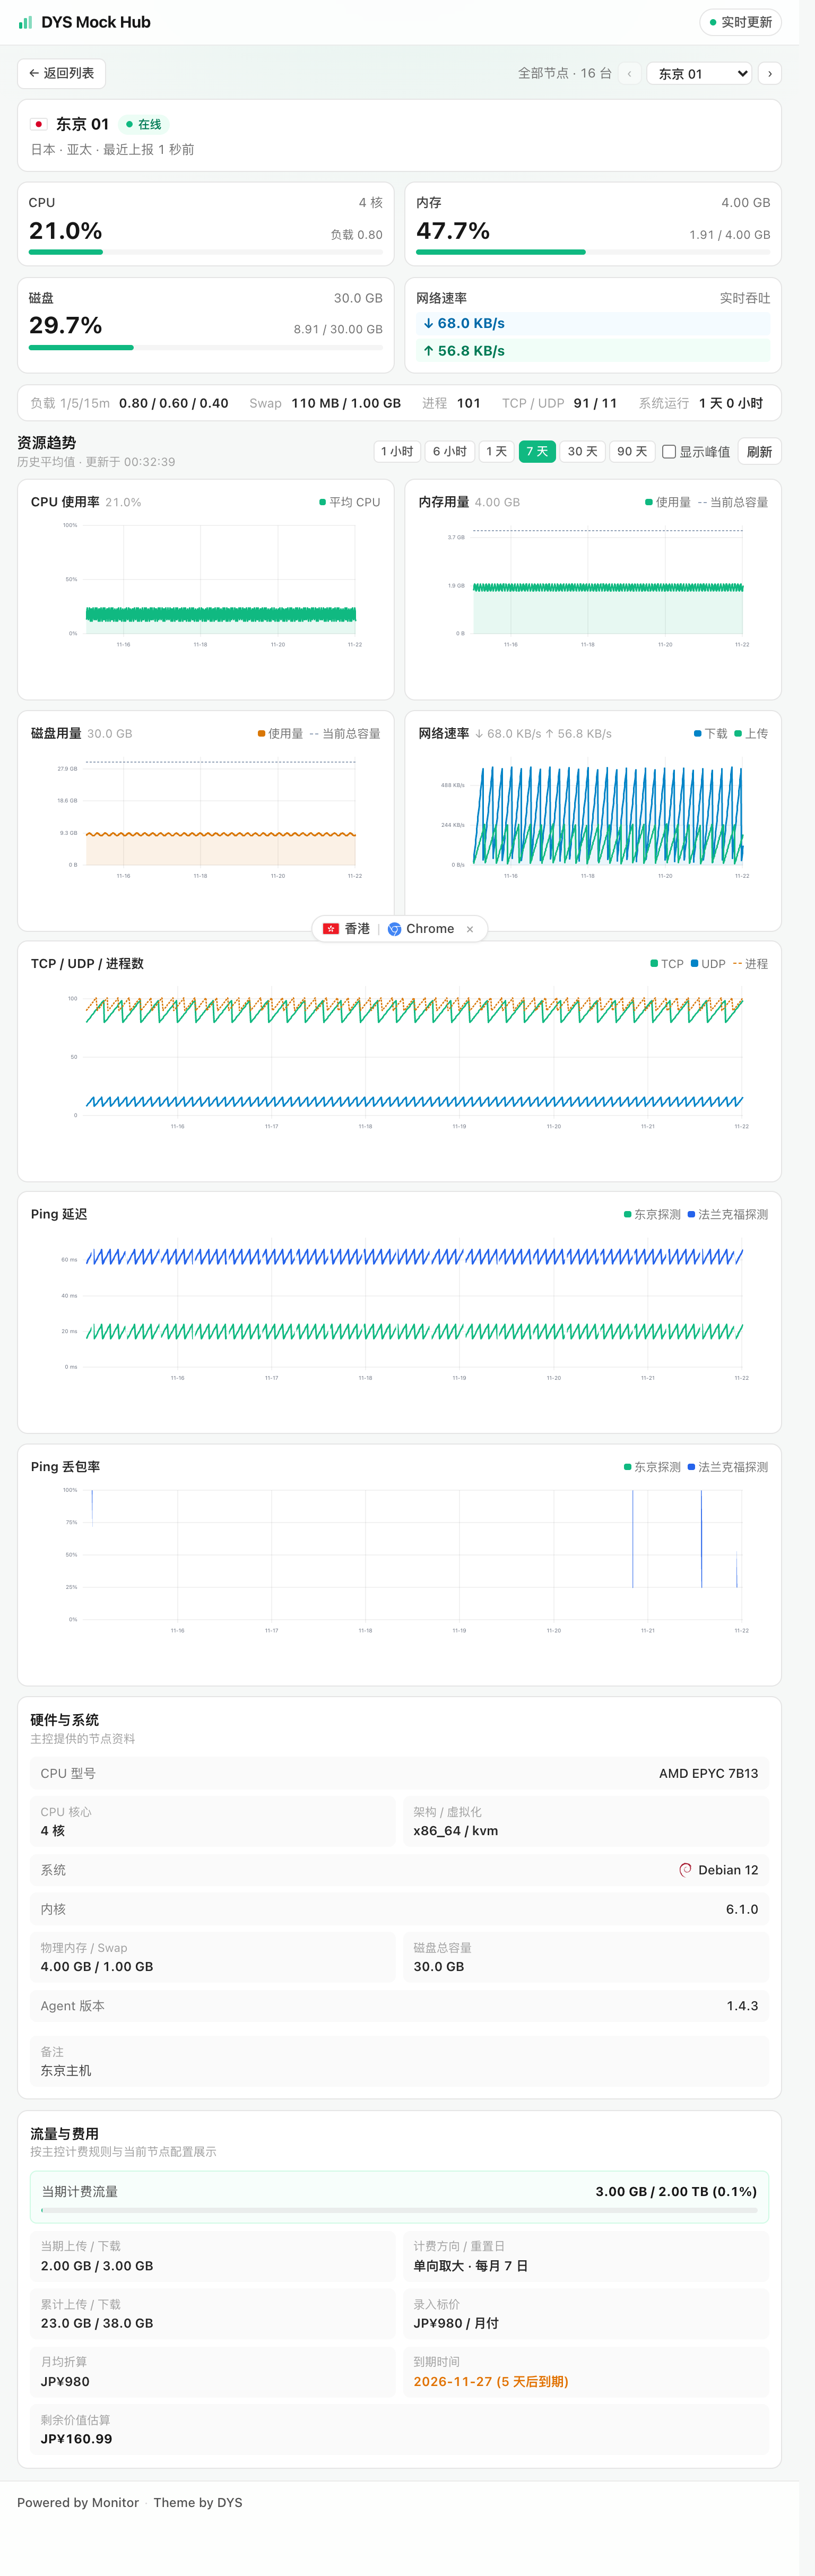 DYS Mock Hub
实时更新
← 返回列表
全部节点 · 16 台
‹
东京 01
›
东京 01
在线
日本 · 亚太 · 最近上报 1 秒前
CPU
4 核
21.0%
负载 0.80
内存
4.00 GB
47.7%
1.91 / 4.00 GB
磁盘
30.0 GB
29.7%
8.91 / 30.00 GB
网络速率
实时吞吐
↓ 68.0 KB/s
↑ 56.8 KB/s
负载 1/5/15m 0.80 / 0.60 / 0.40 Swap 110 MB / 1.00 GB 进程 101 TCP / UDP 91 / 11 系统运行 1 天 0 小时
资源趋势
历史平均值 · 更新于 00:32:39
1 小时 6 小时 1 天 7 天 30 天 90 天 显示峰值 刷新
CPU 使用率 21.0%
平均 CPU
100%
50%
0%
11-16 11-18 11-20 11-22
内存用量 4.00 GB
使用量 -- 当前总容量
3.7 GB
1.9 GB
0 B
11-16 11-18 11-20 11-22
磁盘用量 30.0 GB
使用量 -- 当前总容量
27.9 GB
18.6 GB
9.3 GB
0 B
11-16 11-18 11-20 11-22
网络速率 ↓ 68.0 KB/s ↑ 56.8 KB/s
下载 上传
488 KB/s
244 KB/s
0 B/s
11-16 11-18 11-20 11-22
香港 | Chrome ×
TCP / UDP / 进程数
TCP UDP -- 进程
100
50
0
11-16 11-17 11-18 11-19 11-20 11-21 11-22
Ping 延迟
东京探测 法兰克福探测
60 ms
40 ms
20 ms
0 ms
11-16 11-17 11-18 11-19 11-20 11-21 11-22
Ping 丢包率
东京探测 法兰克福探测
100%
75%
50%
25%
0%
11-16 11-17 11-18 11-19 11-20 11-21 11-22
硬件与系统
主控提供的节点资料
CPU 型号
AMD EPYC 7B13
CPU 核心
4 核
架构 / 虚拟化
x86_64 / kvm
系统
Debian 12
内核
6.1.0
物理内存 / Swap
4.00 GB / 1.00 GB
磁盘总容量
30.0 GB
Agent 版本
1.4.3
备注
东京主机
流量与费用
按主控计费规则与当前节点配置展示
当期计费流量
3.00 GB / 2.00 TB (0.1%)
当期上传 / 下载
2.00 GB / 3.00 GB
计费方向 / 重置日
单向取大 · 每月 7 日
累计上传 / 下载
23.0 GB / 38.0 GB
录入标价
JP¥980 / 月付
月均折算
JP¥980
到期时间
2026-11-27 (5 天后到期)
剩余价值估算
JP¥160.99
Powered by Monitor · Theme by DYS